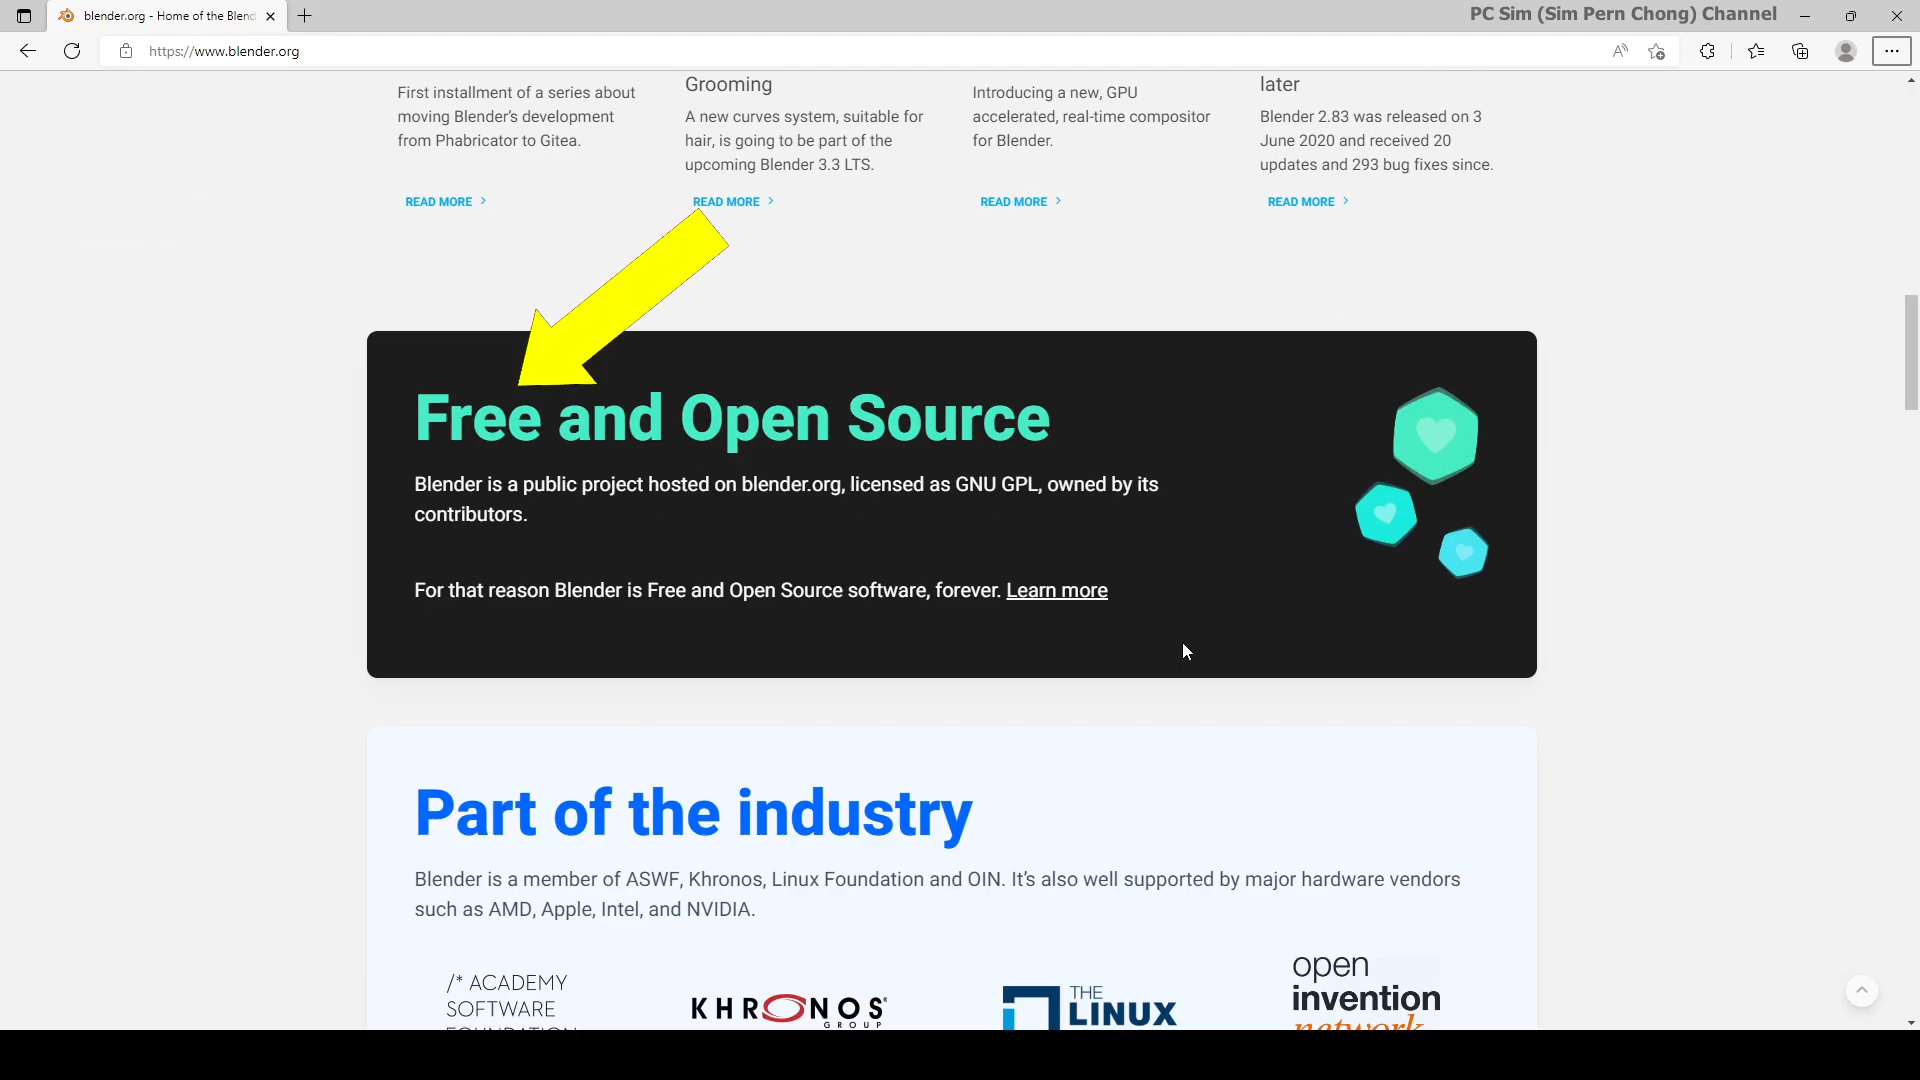 blender.org - Home of the Blend
PC Sim (Sim Pern Chong) Channel
https://www.blender.org
First installment of a series about
moving Blender's development
from Phabricator to Gitea.
READ MORE
Grooming
A new curves system, suitable for
hair, is going to be part of the
upcoming Blender 3.3 LTS.
READ MORE
Introducing a new, GPU
accelerated, real-time compositor
for Blender.
READ MORE
later
Blender 2.83 was released on 3
June 2020 and received 20
updates and 293 bug fixes since.
READ MORE
Free and Open Source
Blender is a public project hosted on blender.org, licensed as GNU GPL, owned by its
contributors.
For that reason Blender is Free and Open Source software, forever. Learn more
Part of the industry
Blender is a member of ASWF, Khronos, Linux Foundation and OIN. It's also well supported by major hardware vendors
such as AMD, Apple, Intel, and NVIDIA.
/* ACADEMY
SOFTWARE
FOUNDATION
KHRONOS
GROUP
THE
LINUX
open
invention
network